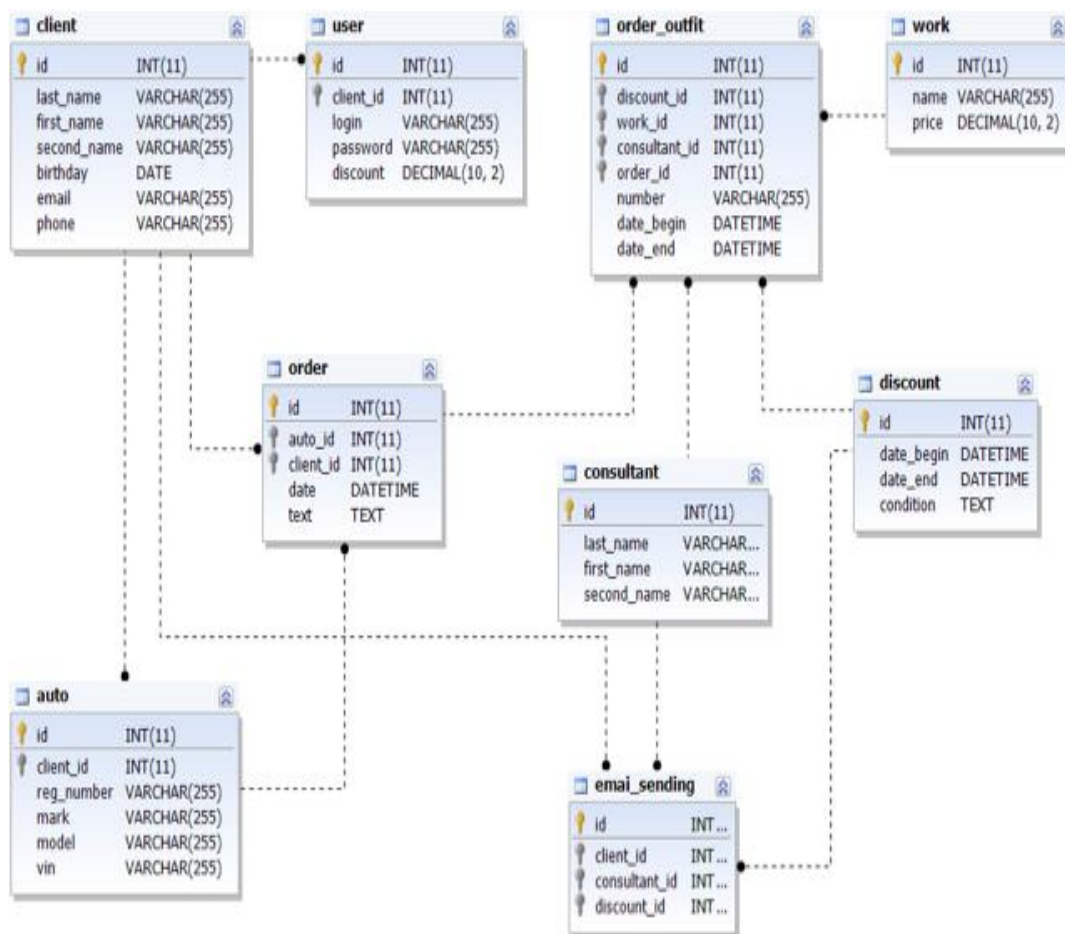 client
id INT(11)
last_name VARCHAR(255)
first_name VARCHAR(255)
second_name VARCHAR(255)
birthday DATE
email VARCHAR(255)
phone VARCHAR(255)
user
id INT(11)
client_id INT(11)
login VARCHAR(255)
password VARCHAR(255)
discount DECIMAL(10, 2)
order_outfit
id INT(11)
discount_id INT(11)
work_id INT(11)
consultant_id INT(11)
order_id INT(11)
number VARCHAR(255)
date_begin DATETIME
date_end DATETIME
work
id INT(11)
name VARCHAR(255)
price DECIMAL(10, 2)
order
id INT(11)
auto_id INT(11)
client_id INT(11)
date DATETIME
text TEXT
consultant
id INT(11)
last_name VARCHAR...
first_name VARCHAR...
second_name VARCHAR...
discount
id INT(11)
date_begin DATETIME
date_end DATETIME
condition TEXT
auto
id INT(11)
client_id INT(11)
reg_number VARCHAR(255)
mark VARCHAR(255)
model VARCHAR(255)
vin VARCHAR(255)
emai_sending
id INT...
client_id INT...
consultant_id INT...
discount_id INT...